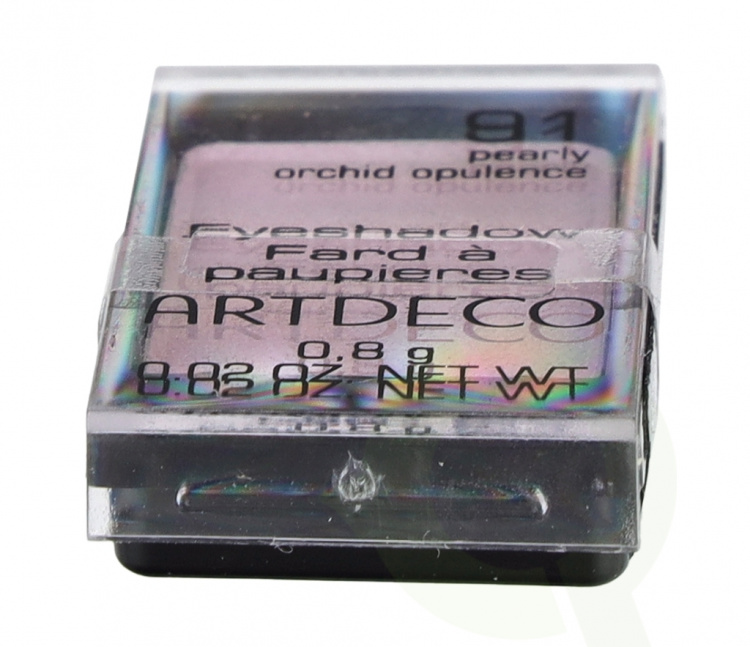 91
pearly
orchid opulence
Eyeshadow
Fard à
paupieres
ARTDECO
0.8 g
0.02 OZ NET WT